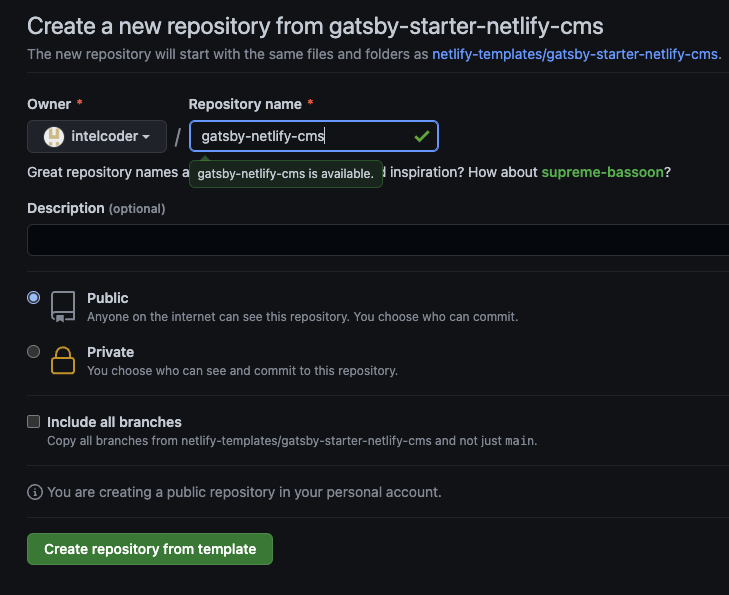 Create a new repository from gatsby-starter-netlify-cms
The new repository will start with the same files and folders as netlify-templates/gatsby-starter-netlify-cms.
Owner * Repository name *
intelcoder / gatsby-netlify-cms
Great repository names a inspiration? How about supreme-bassoon?
gatsby-netlify-cms is available.
Description (optional)
Public
Anyone on the internet can see this repository. You choose who can commit.
Private
You choose who can see and commit to this repository.
Include all branches
Copy all branches from netlify-templates/gatsby-starter-netlify-cms and not just main.
You are creating a public repository in your personal account.
Create repository from template